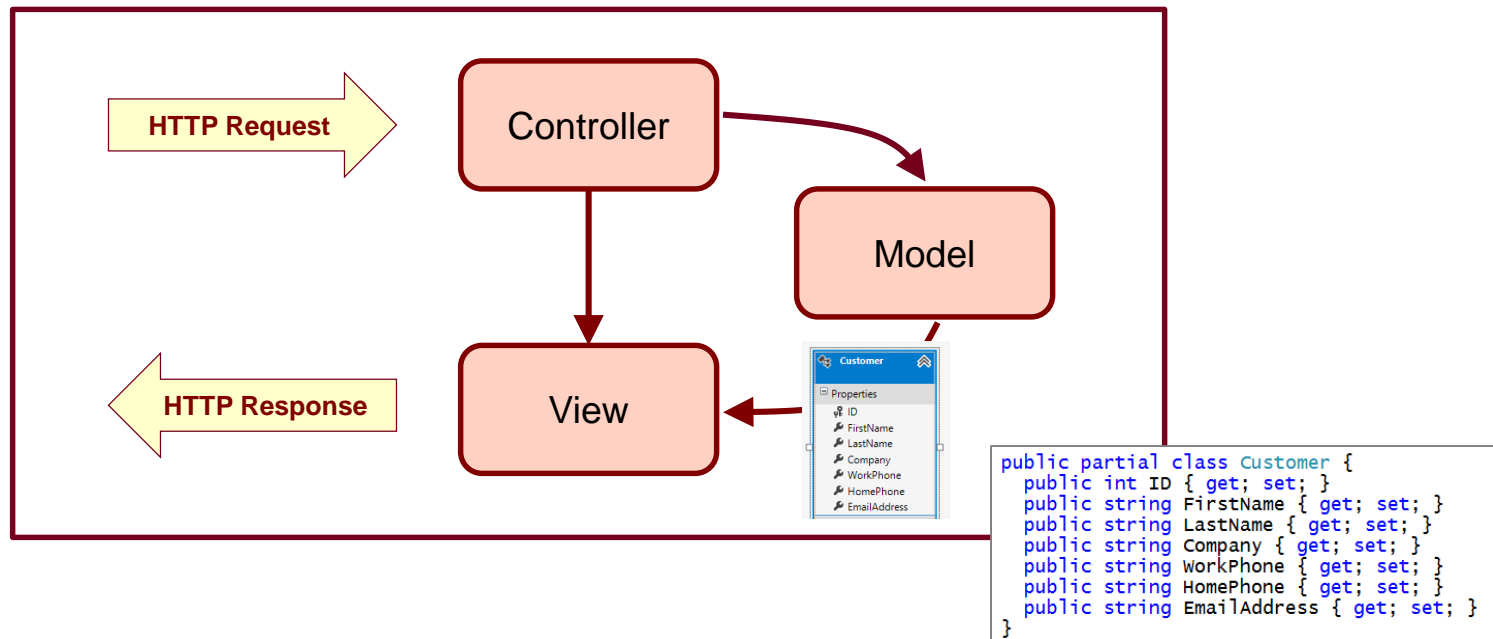 HTTP Request
Controller
Model
HTTP Response
View
Customer
Properties
ID
FirstName
LastName
Company
WorkPhone
HomePhone
EmailAddress
public partial class Customer {
  public int ID { get; set; }
  public string FirstName { get; set; }
  public string LastName { get; set; }
  public string Company { get; set; }
  public string WorkPhone { get; set; }
  public string HomePhone { get; set; }
  public string EmailAddress { get; set; }
}